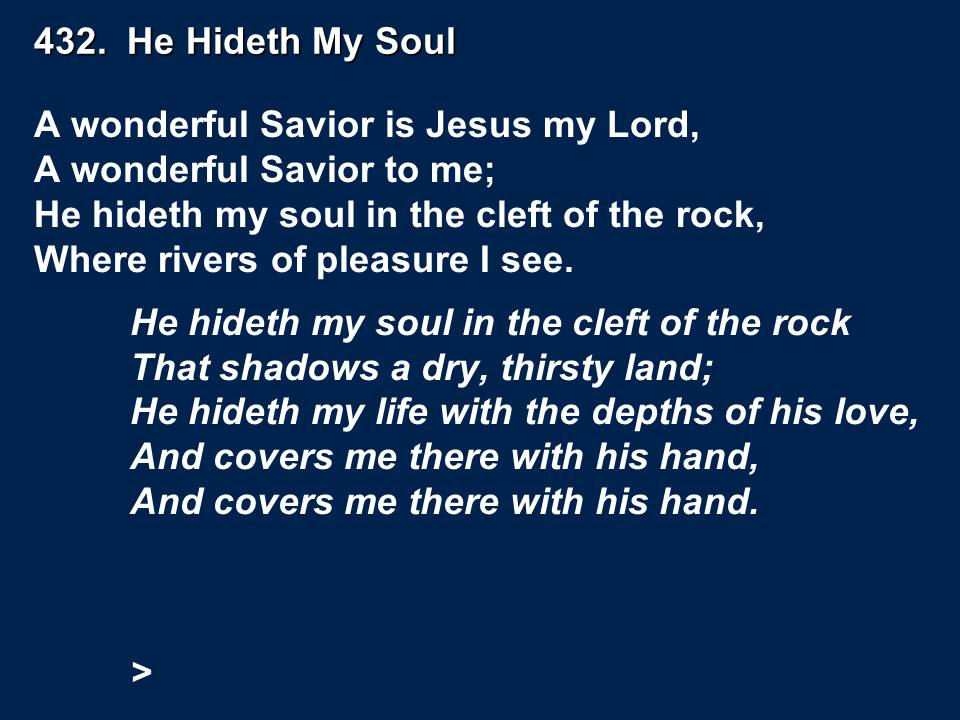 432.  He Hideth My Soul
A wonderful Savior is Jesus my Lord,
A wonderful Savior to me;
He hideth my soul in the cleft of the rock,
Where rivers of pleasure I see.
He hideth my soul in the cleft of the rock
That shadows a dry, thirsty land;
He hideth my life with the depths of his love,
And covers me there with his hand,
And covers me there with his hand.
>